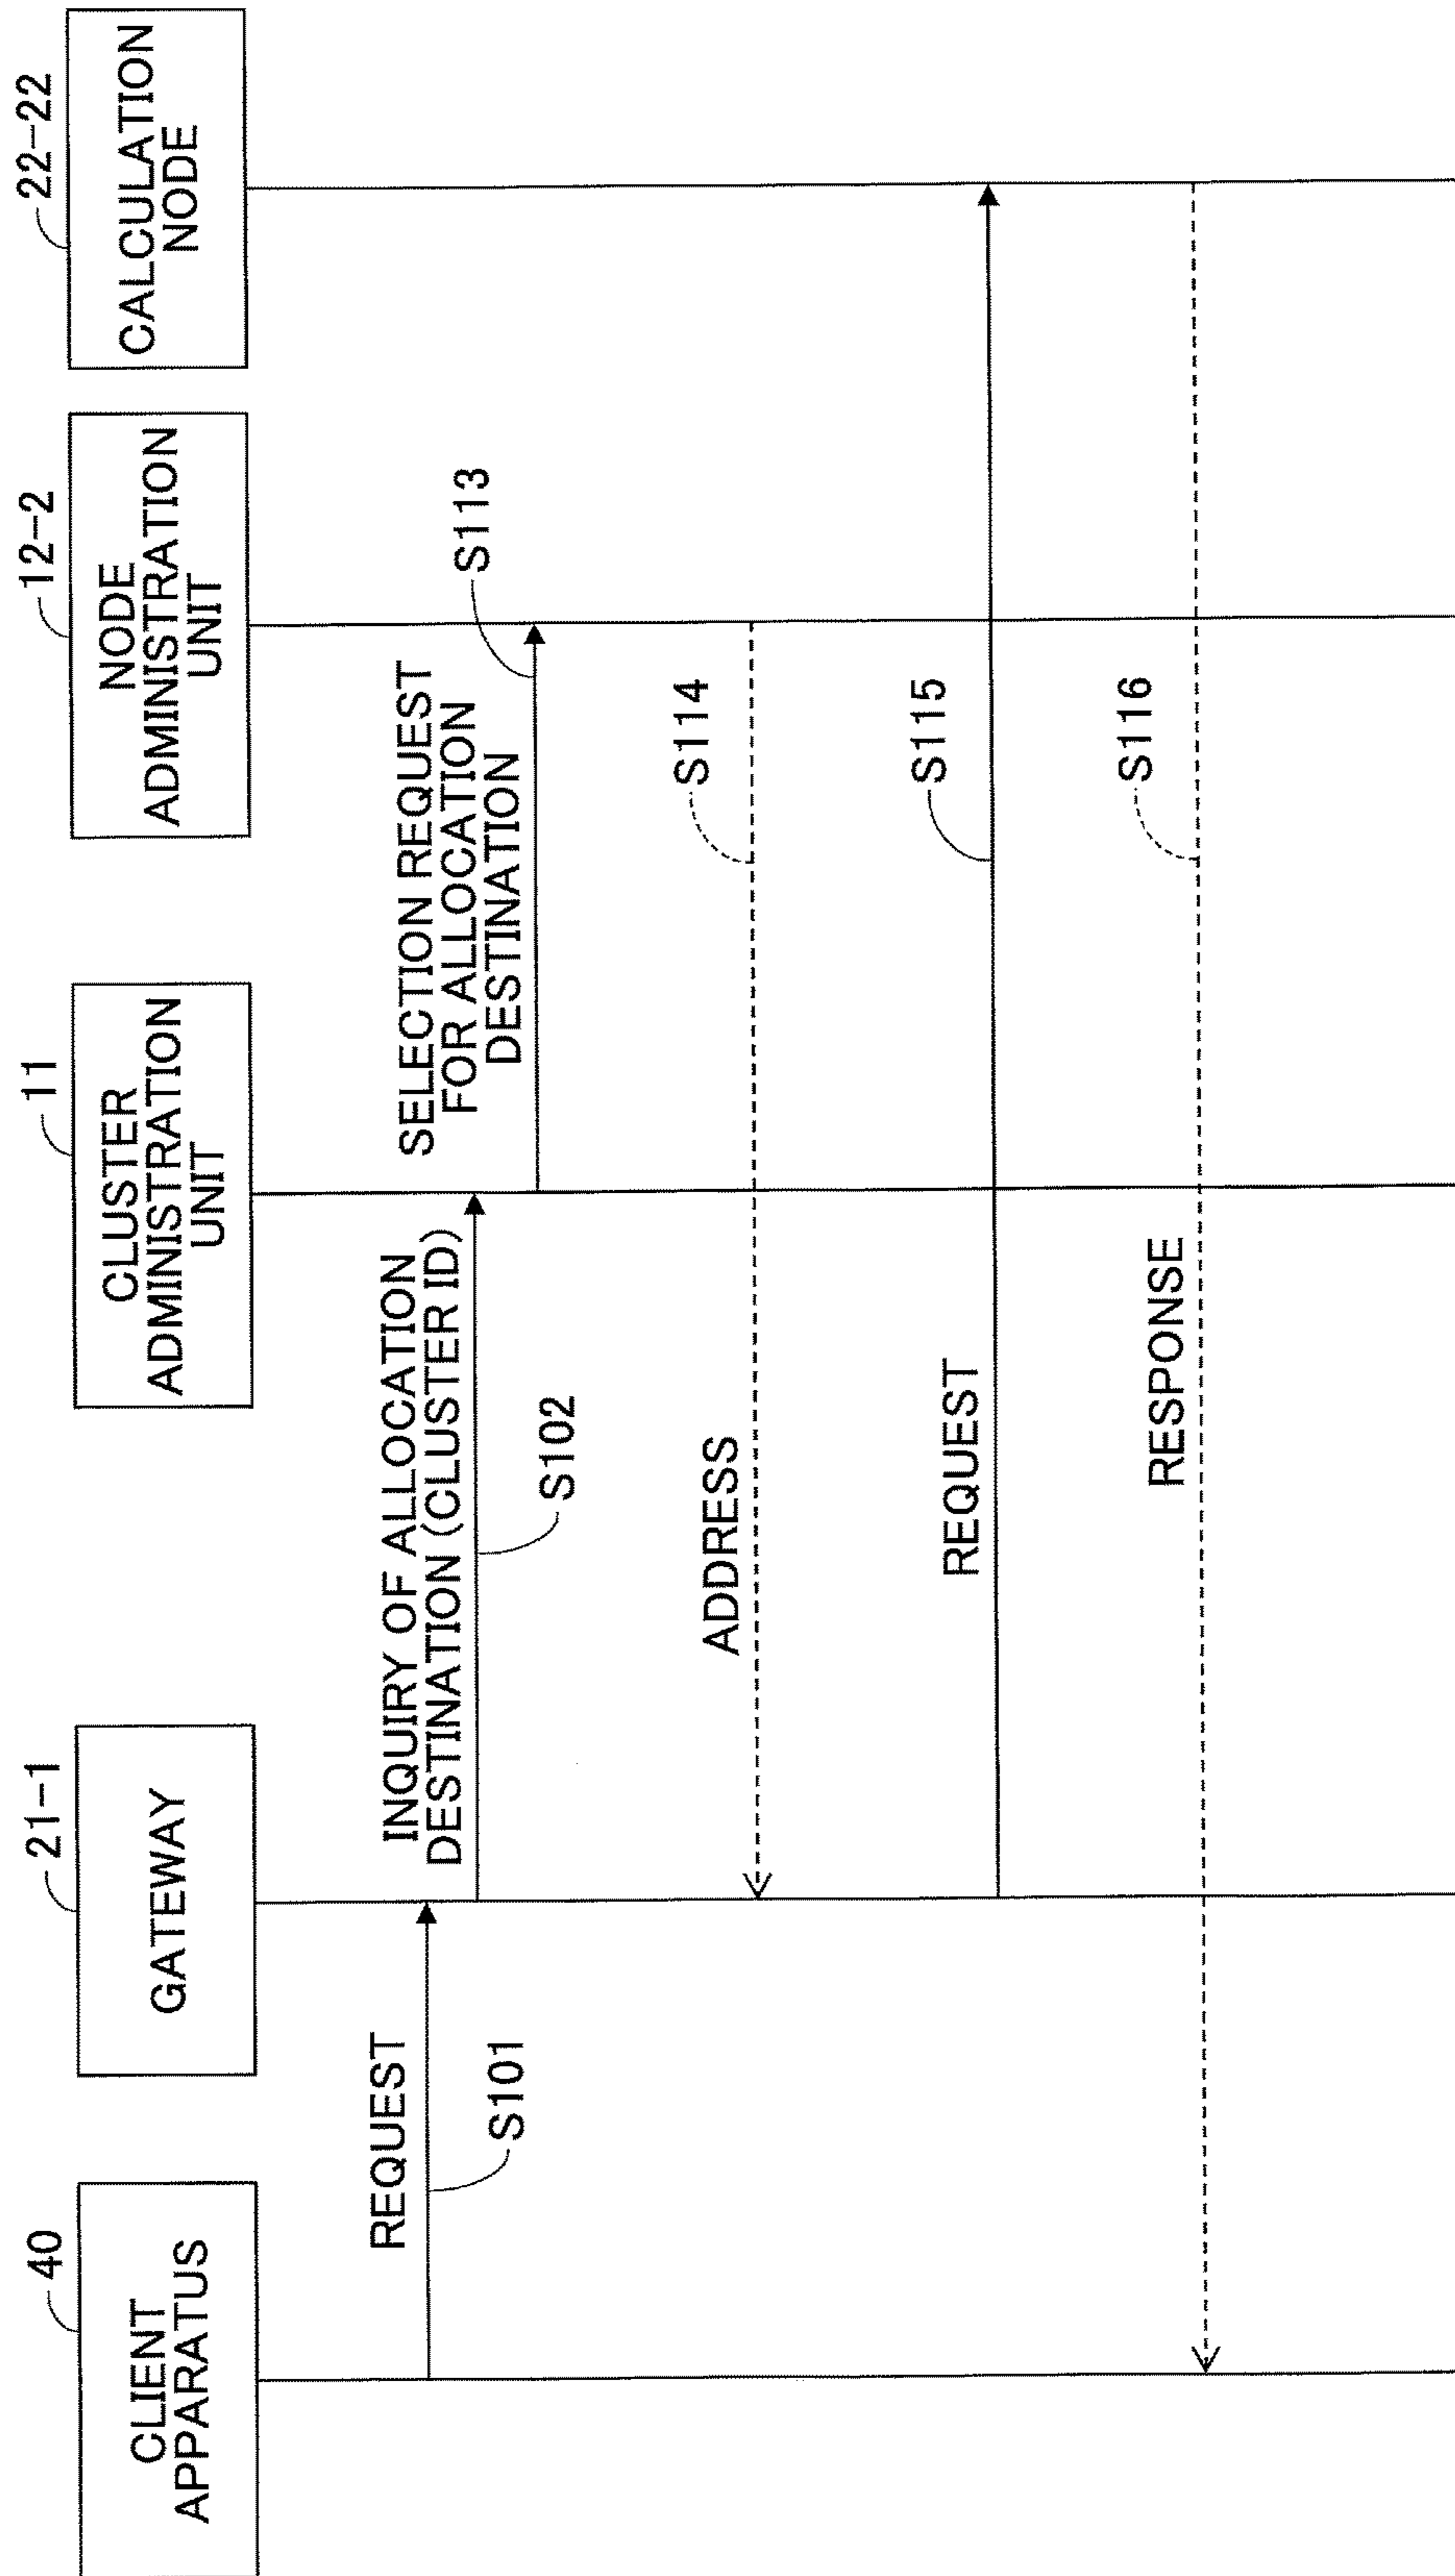 40
CLIENT
APPARATUS
21-1
GATEWAY
11
CLUSTER
ADMINISTRATION
UNIT
12-2
NODE
ADMINISTRATION
UNIT
22-22
CALCULATION
NODE
REQUEST
S101
INQUIRY OF ALLOCATION
DESTINATION (CLUSTER ID)
S102
SELECTION REQUEST
FOR ALLOCATION
DESTINATION
S113
ADDRESS
S114
REQUEST
S115
RESPONSE
S116